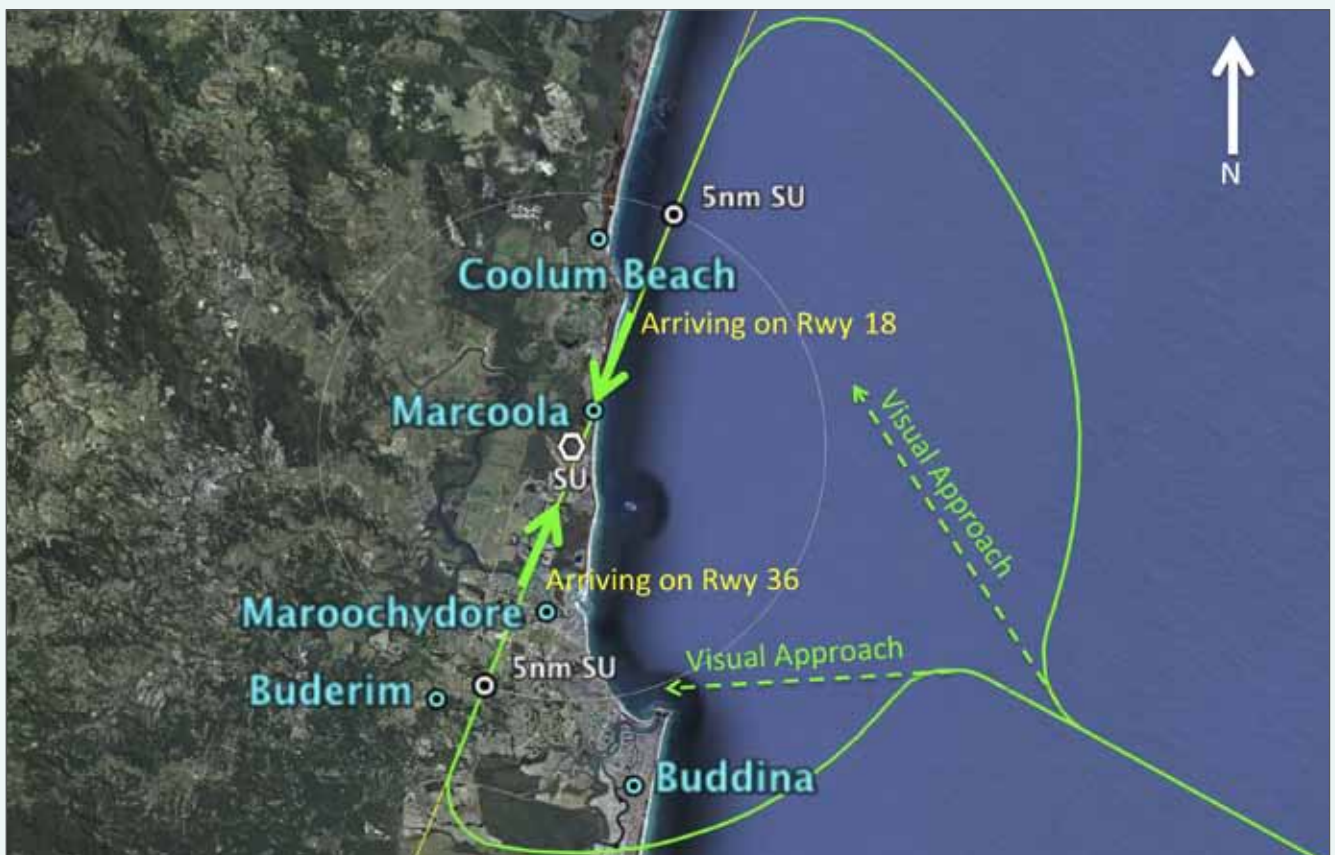 N
5nm SU
Coolum Beach
Arriving on Rwy 18
Marcoola
SU
Visual Approach
Arriving on Rwy 36
Maroochydore
Visual Approach
5nm SU
Buderim
Buddina